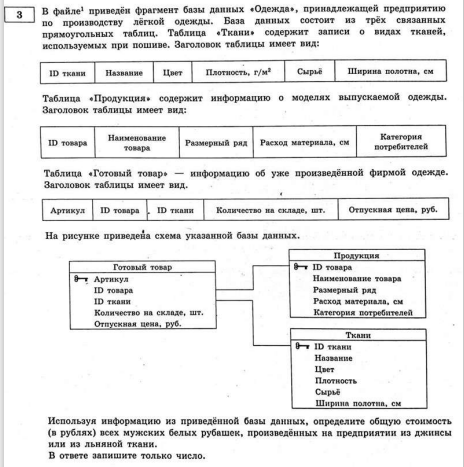 3
В файле¹ приведён фрагмент базы данных «Одежда», принадлежащей предприятию
по производству лёгкой одежды. База данных состоит из трёх связанных
прямоугольных таблиц. Таблица «Ткани» содержит записи о видах тканей,
используемых при пошиве. Заголовок таблицы имеет вид:
ID ткани Название Цвет Плотность, г/м² Сырьё Ширина полотна, см
Таблица «Продукция» содержит информацию о моделях выпускаемой одежды.
Заголовок таблицы имеет вид:
ID товара Наименование товара Размерный ряд Расход материала, см Категория потребителей
Таблица «Готовый товар» — информацию об уже произведённой фирмой одежде.
Заголовок таблицы имеет вид.
Артикул ID товара ID ткани Количество на складе, шт. Отпускная цена, руб.
На рисунке приведена схема указанной базы данных.
Готовый товар
Артикул
ID товара
ID ткани
Количество на складе, шт.
Отпускная цена, руб.
Продукция
ID товара
Наименование товара
Размерный ряд
Расход материала, см
Категория потребителей
Ткани
ID ткани
Название
Цвет
Плотность
Сырьё
Ширина полотна, см
Используя информацию из приведённой базы данных, определите общую стоимость
(в рублях) всех мужских белых рубашек, произведённых на предприятии из джинсы
или из льняной ткани.
В ответе запишите только число.